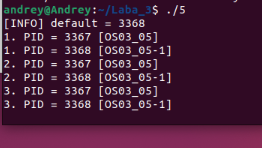 andrey@Andrey:~/Laba_3$ ./5
[INFO] default = 3368
1. PID = 3367 [OS03_05]
1. PID = 3368 [OS03_05-1]
2. PID = 3367 [OS03_05]
2. PID = 3368 [OS03_05-1]
3. PID = 3367 [OS03_05]
3. PID = 3368 [OS03_05-1]